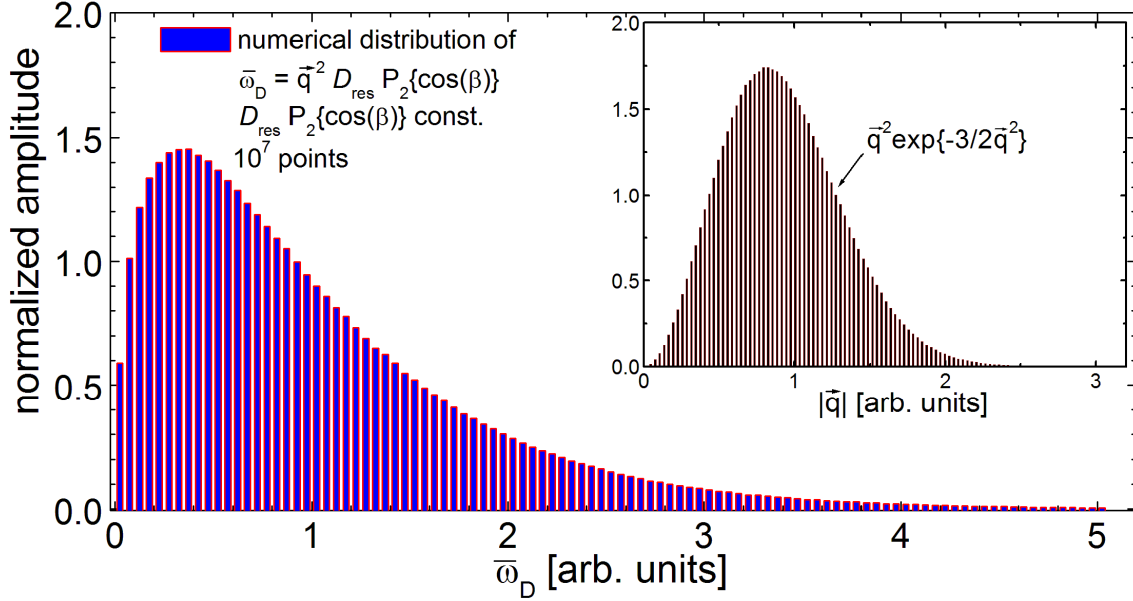 numerical distribution of
ω̅_D = q⃗² D_res P₂{cos(β)}
D_res P₂{cos(β)} const.
10⁷ points
normalized amplitude
2.0
1.5
1.0
0.5
0.0
0 1 2 3 4 5
ω̅_D [arb. units]
2.0
1.5
1.0
0.5
0.0
q⃗²exp{-3/2q⃗²}
0 1 2 3
|q⃗| [arb. units]